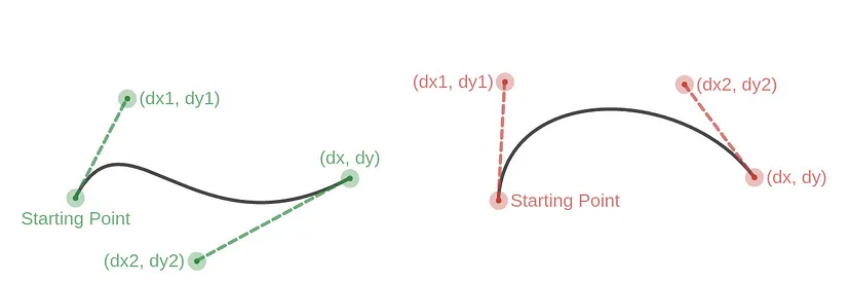 (dx1, dy1)
(dx, dy)
Starting Point
(dx2, dy2)
(dx1, dy1)
(dx2, dy2)
(dx, dy)
Starting Point